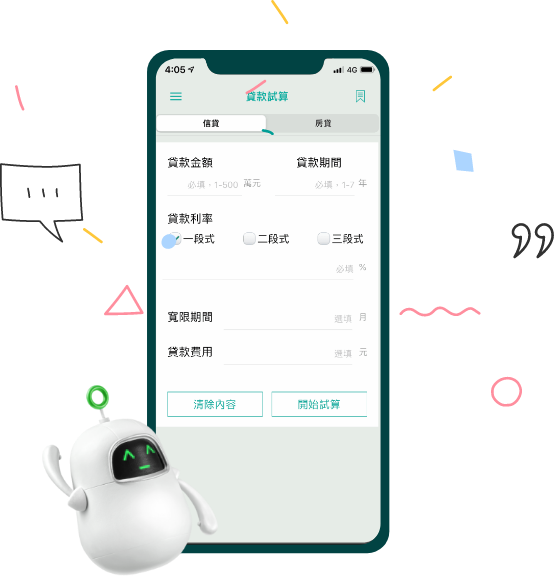 4:05
4G
貸款試算
信貸 房貸
貸款金額 貸款期間
必填，1-500 萬元 必填，1-7 年
貸款利率
一段式 二段式 三段式
必填 %
寬限期間 選填 月
貸款費用 選填 元
清除內容 開始試算